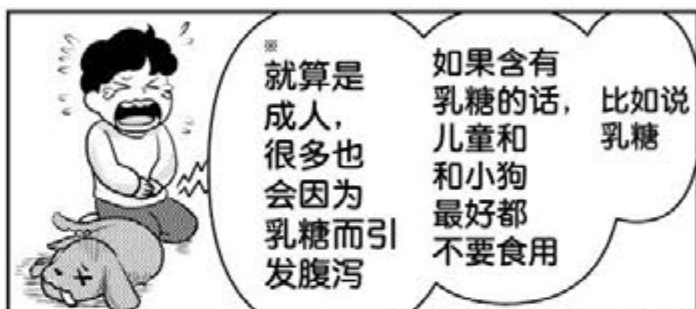 比如说
乳糖
如果含有
乳糖的话，
儿童和
和小狗
最好都
不要食用
※
就算是
成人，
很多也
会因为
乳糖而引
发腹泻